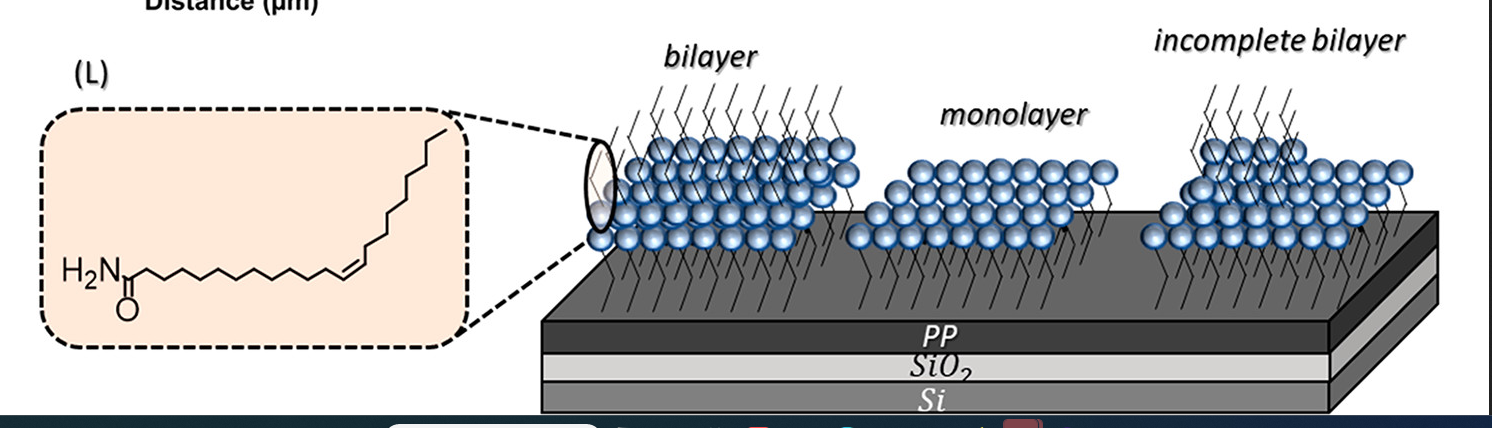 Distance (µm)
(L)
bilayer
monolayer
incomplete bilayer
H₂N
O
PP
SiO₂
Si